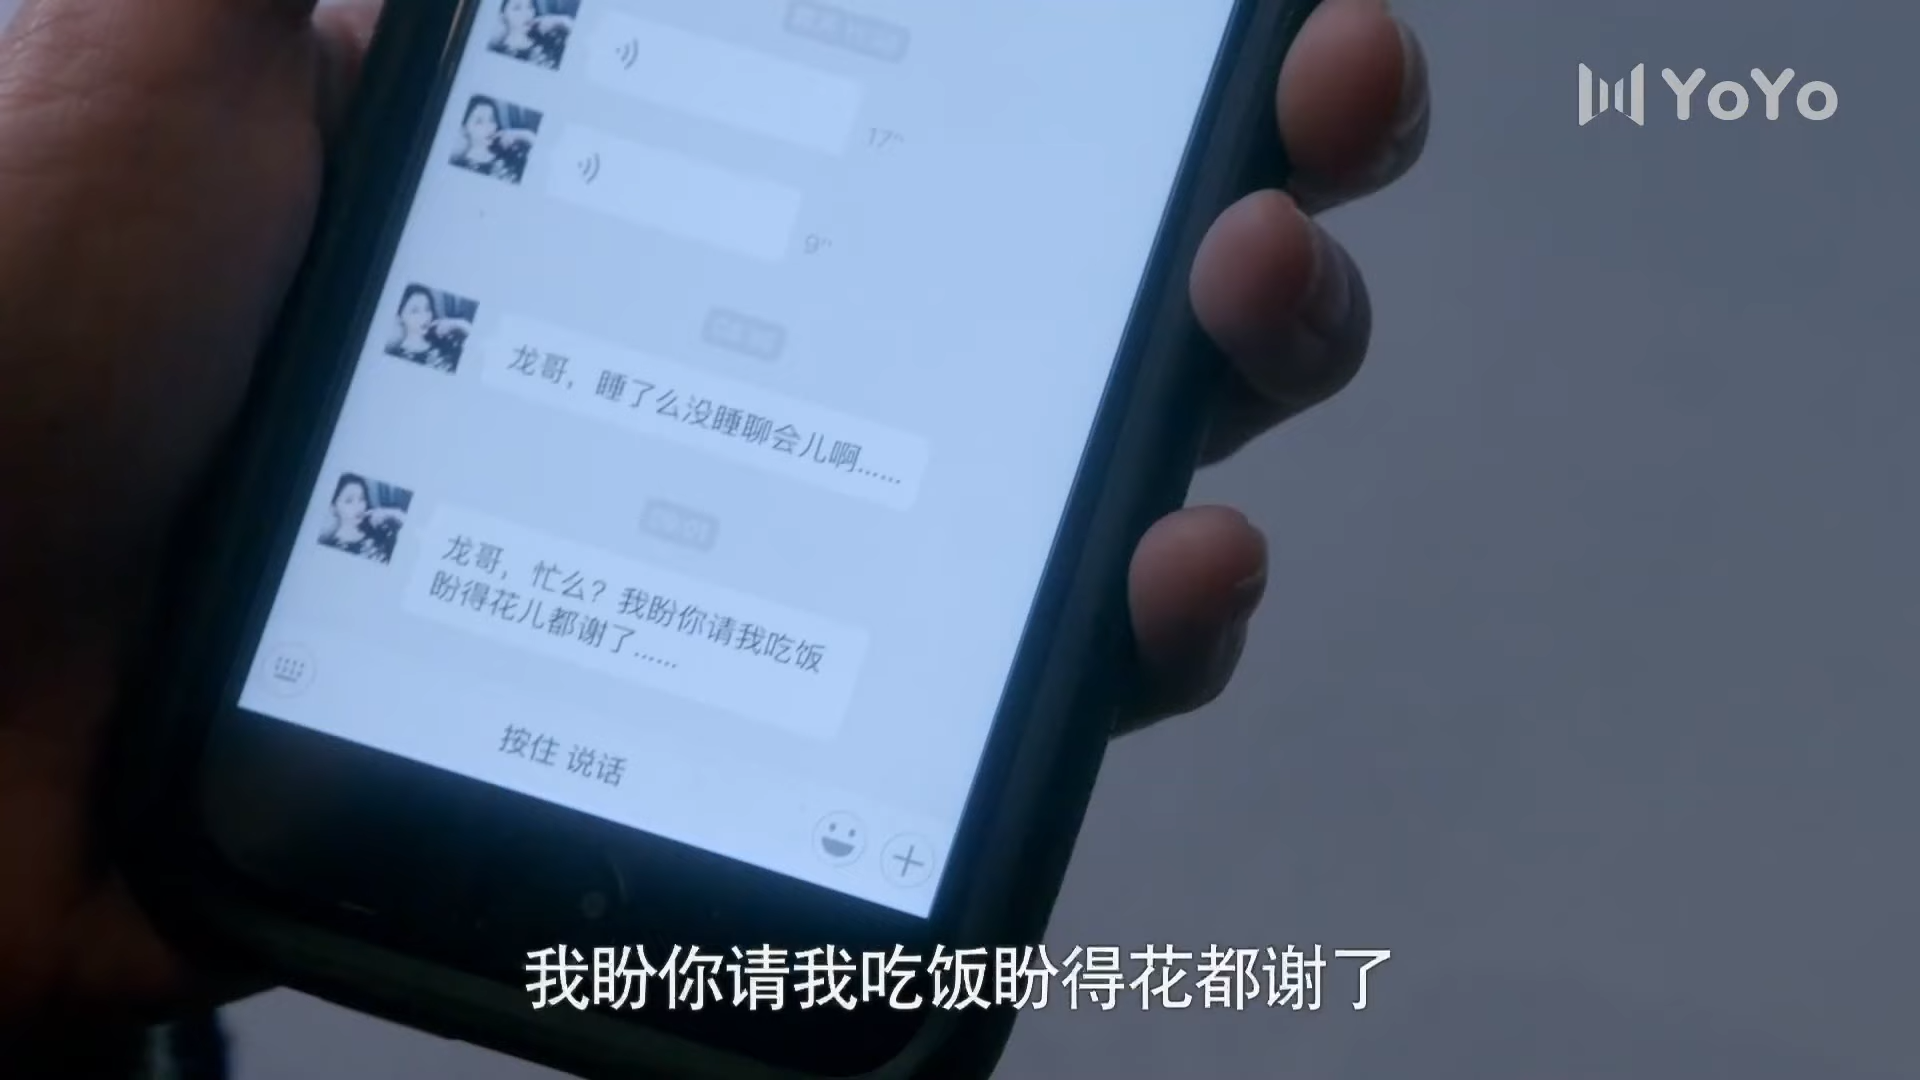 YoYo
17"
9"
龙哥，睡了么没睡聊会儿啊……
龙哥，忙么？我盼你请我吃饭
盼得花儿都谢了……
按住 说话
我盼你请我吃饭盼得花都谢了